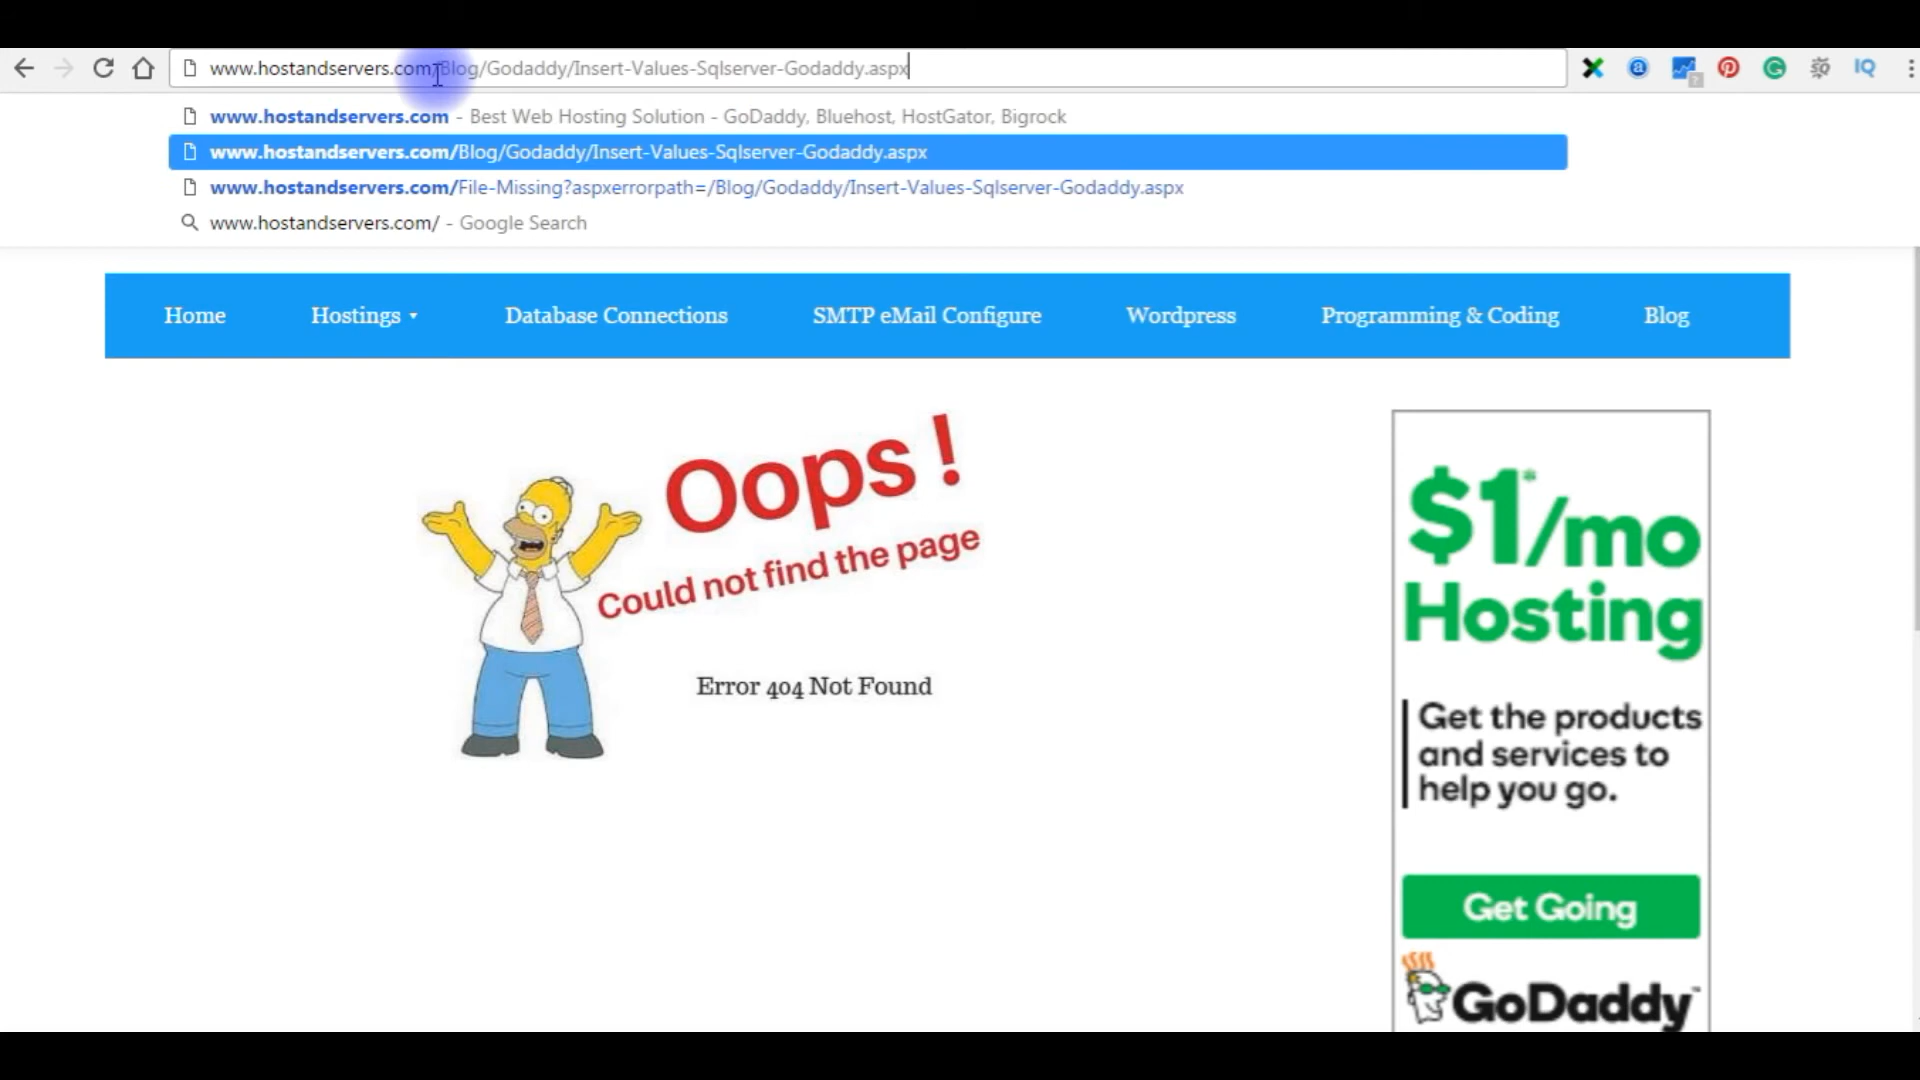 www.hostandservers.com/Blog/Godaddy/Insert-Values-Sqlserver-Godaddy.aspx
www.hostandservers.com - Best Web Hosting Solution - GoDaddy, Bluehost, HostGator, Bigrock
www.hostandservers.com/Blog/Godaddy/Insert-Values-Sqlserver-Godaddy.aspx
www.hostandservers.com/File-Missing?aspxerrorpath=/Blog/Godaddy/Insert-Values-Sqlserver-Godaddy.aspx
www.hostandservers.com/ - Google Search
Home Hostings Database Connections SMTP eMail Configure Wordpress Programming & Coding Blog
Oops !
Could not find the page
Error 404 Not Found
$1*/mo
Hosting
Get the products
and services to
help you go.
Get Going
GoDaddy™